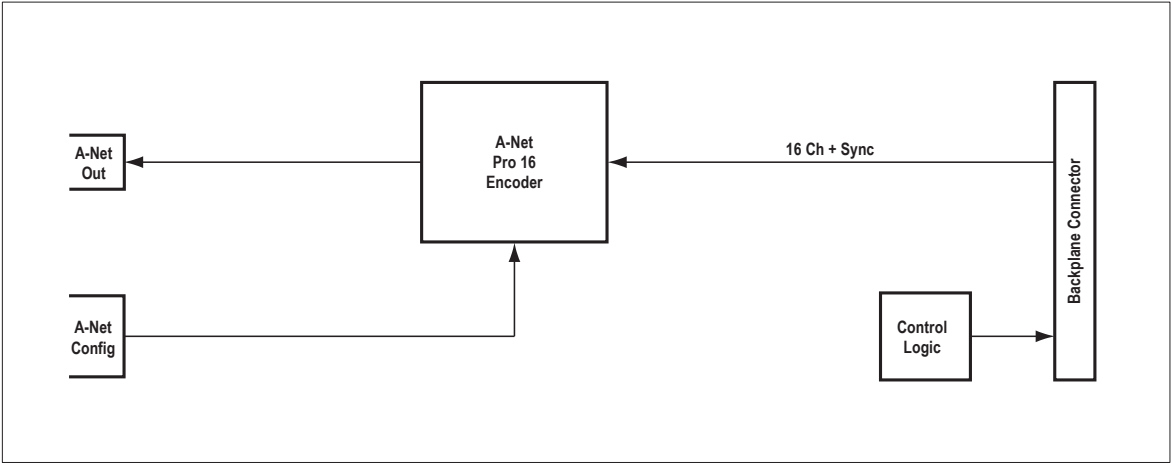 A-Net
Out
A-Net
Pro 16
Encoder
16 Ch + Sync
Backplane Connector
A-Net
Config
Control
Logic